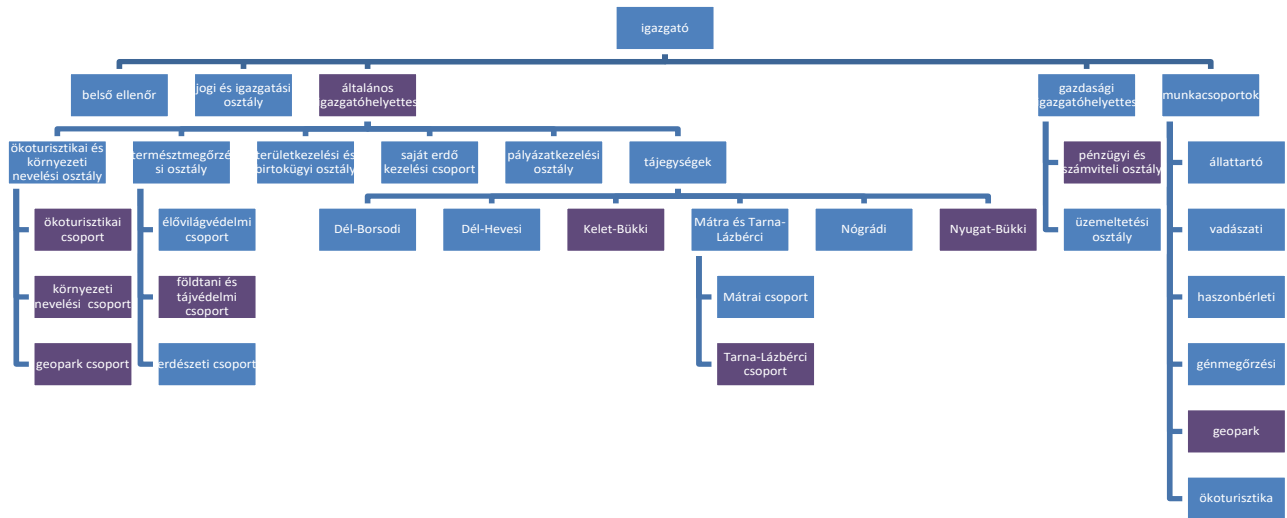 igazgató
belső ellenőr
jogi és igazgatási
osztály
általános
igazgatóhelyettes
gazdasági
igazgatóhelyettes
munkacsoportok
ökoturisztikai és
környezeti
nevelési osztály
természtmegőrzé
si osztály
területkezelési és
birtokügyi osztály
saját erdő
kezelési csoport
pályázatkezelési
osztály
tájegységek
pénzügyi és
számviteli osztály
állattartó
ökoturisztikai
csoport
élővilágvédelmi
csoport
Dél-Borsodi
Dél-Hevesi
Kelet-Bükki
Mátra és Tarna-
Lázbérci
Nógrádi
Nyugat-Bükki
üzemeltetési
osztály
vadászati
környezeti
nevelési csoport
földtani és
tájvédelmi
csoport
Mátrai csoport
haszonbérleti
geopark csoport
erdészeti csoport
Tarna-Lázbérci
csoport
génmegőrzési
geopark
ökoturisztika